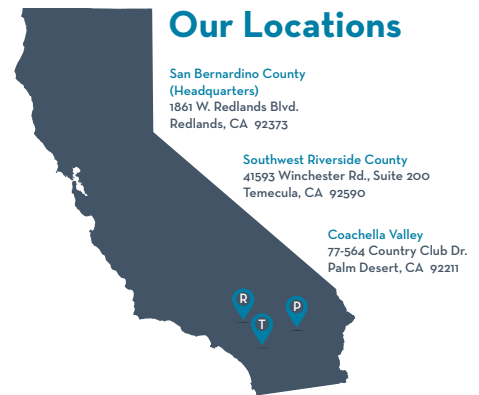 Our Locations
San Bernardino County
(Headquarters)
1861 W. Redlands Blvd.
Redlands, CA 92373
Southwest Riverside County
41593 Winchester Rd., Suite 200
Temecula, CA 92590
Coachella Valley
77-564 Country Club Dr.
Palm Desert, CA 92211
R
P
T